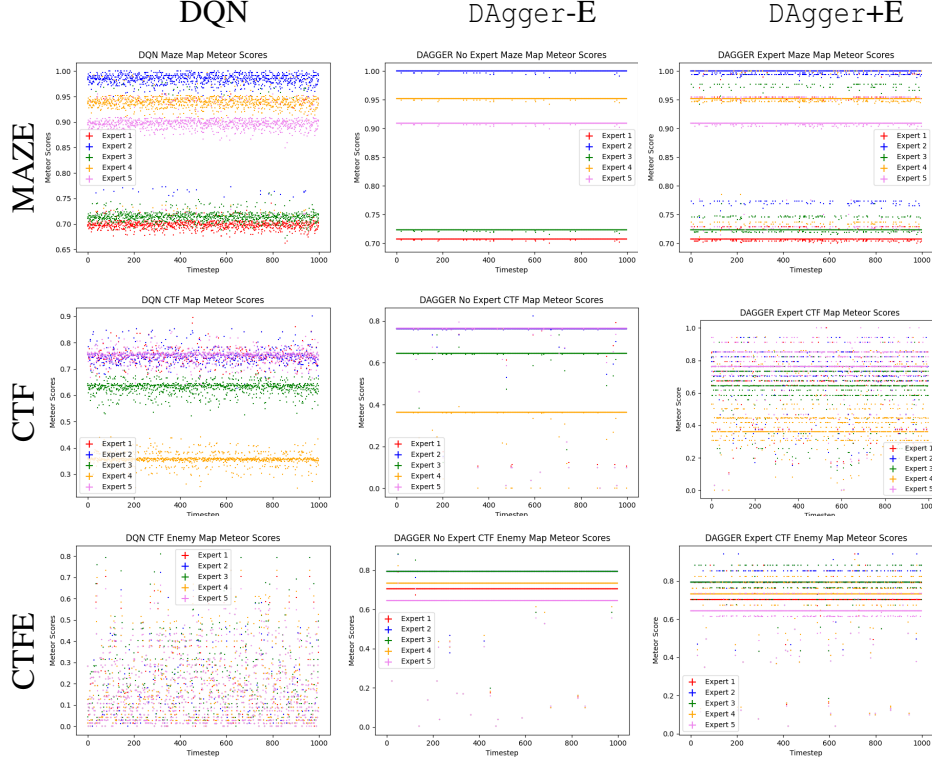 DQN
DAgger-E
DAgger+E
MAZE
DQN Maze Map Meteor Scores
1.00
0.95
0.90
0.85
0.80
0.75
0.70
0.65
Meteor Scores
Expert 1
Expert 2
Expert 3
Expert 4
Expert 5
0
200
400
600
800
1000
Timestep
DAGGER No Expert Maze Map Meteor Scores
1.00
0.95
0.90
0.85
0.80
0.75
0.70
Meteor Scores
Expert 1
Expert 2
Expert 3
Expert 4
Expert 5
0
200
400
600
800
1000
Timestep
DAGGER Expert Maze Map Meteor Scores
1.00
0.95
0.90
0.85
0.80
0.75
0.70
Meteor Scores
Expert 1
Expert 2
Expert 3
Expert 4
Expert 5
0
200
400
600
800
1000
Timestep
CTF
DQN CTF Map Meteor Scores
0.9
0.8
0.7
0.6
0.5
0.4
0.3
Meteor Scores
Expert 1
Expert 2
Expert 3
Expert 4
Expert 5
0
200
400
600
800
1000
Timestep
DAGGER No Expert CTF Map Meteor Scores
0.8
0.6
0.4
0.2
0.0
Meteor Scores
Expert 1
Expert 2
Expert 3
Expert 4
Expert 5
0
200
400
600
800
1000
Timestep
DAGGER Expert CTF Map Meteor Scores
1.0
0.8
0.6
0.4
0.2
0.0
Meteor Score
Expert 1
Expert 2
Expert 3
Expert 4
Expert 5
0
200
400
600
800
1000
Timestep
CTFE
DQN CTF Enemy Map Meteor Scores
0.8
0.7
0.6
0.5
0.4
0.3
0.2
0.1
0.0
Meteor Scores
Expert 1
Expert 2
Expert 3
Expert 4
Expert 5
0
200
400
600
800
1000
Timestep
DAGGER No Expert CTF Enemy Map Meteor Scores
0.8
0.6
0.4
0.2
0.0
Meteor Scores
Expert 1
Expert 2
Expert 3
Expert 4
Expert 5
0
200
400
600
800
1000
Timestep
DAGGER Expert CTF Enemy Map Meteor Scores
0.8
0.6
0.4
0.2
0.0
Meteor Score
Expert 1
Expert 2
Expert 3
Expert 4
Expert 5
0
200
400
600
800
1000
Timestep